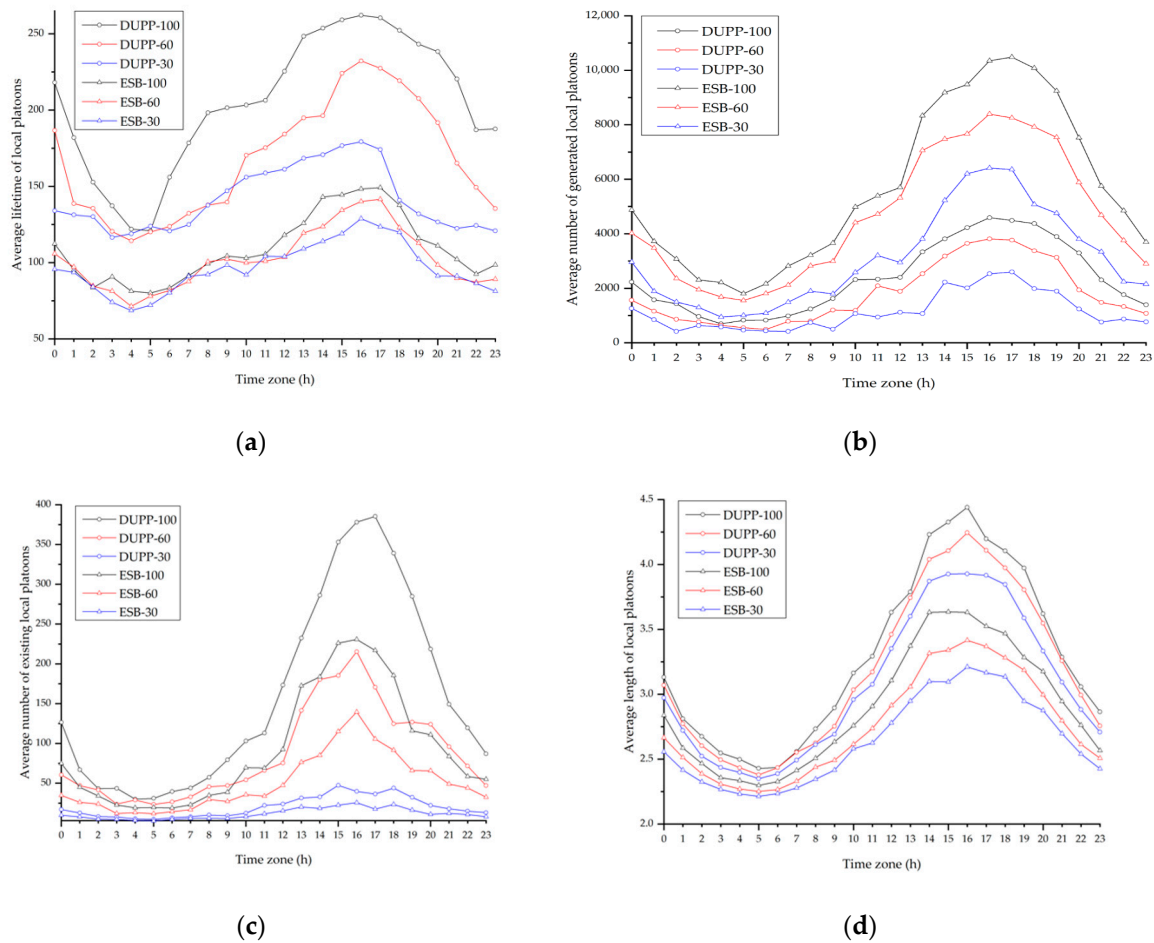 DUPP-100
DUPP-60
DUPP-30
ESB-100
ESB-60
ESB-30
250
200
150
100
50
Average lifetime of local platoons
0 1 2 3 4 5 6 7 8 9 10 11 12 13 14 15 16 17 18 19 20 21 22 23
Time zone (h)
(a)
DUPP-100
DUPP-60
DUPP-30
ESB-100
ESB-60
ESB-30
12,000
10,000
8000
6000
4000
2000
0
Average number of generated local platoons
0 1 2 3 4 5 6 7 8 9 10 11 12 13 14 15 16 17 18 19 20 21 22 23
Time zone (h)
(b)
DUPP-100
DUPP-60
DUPP-30
ESB-100
ESB-60
ESB-30
400
350
300
250
200
150
100
50
Average number of existing local platoons
0 1 2 3 4 5 6 7 8 9 10 11 12 13 14 15 16 17 18 19 20 21 22 23
Time zone (h)
(c)
DUPP-100
DUPP-60
DUPP-30
ESB-100
ESB-60
ESB-30
4.5
4.0
3.5
3.0
2.5
2.0
Average length of local platoons
0 1 2 3 4 5 6 7 8 9 10 11 12 13 14 15 16 17 18 19 20 21 22 23
Time zone (h)
(d)